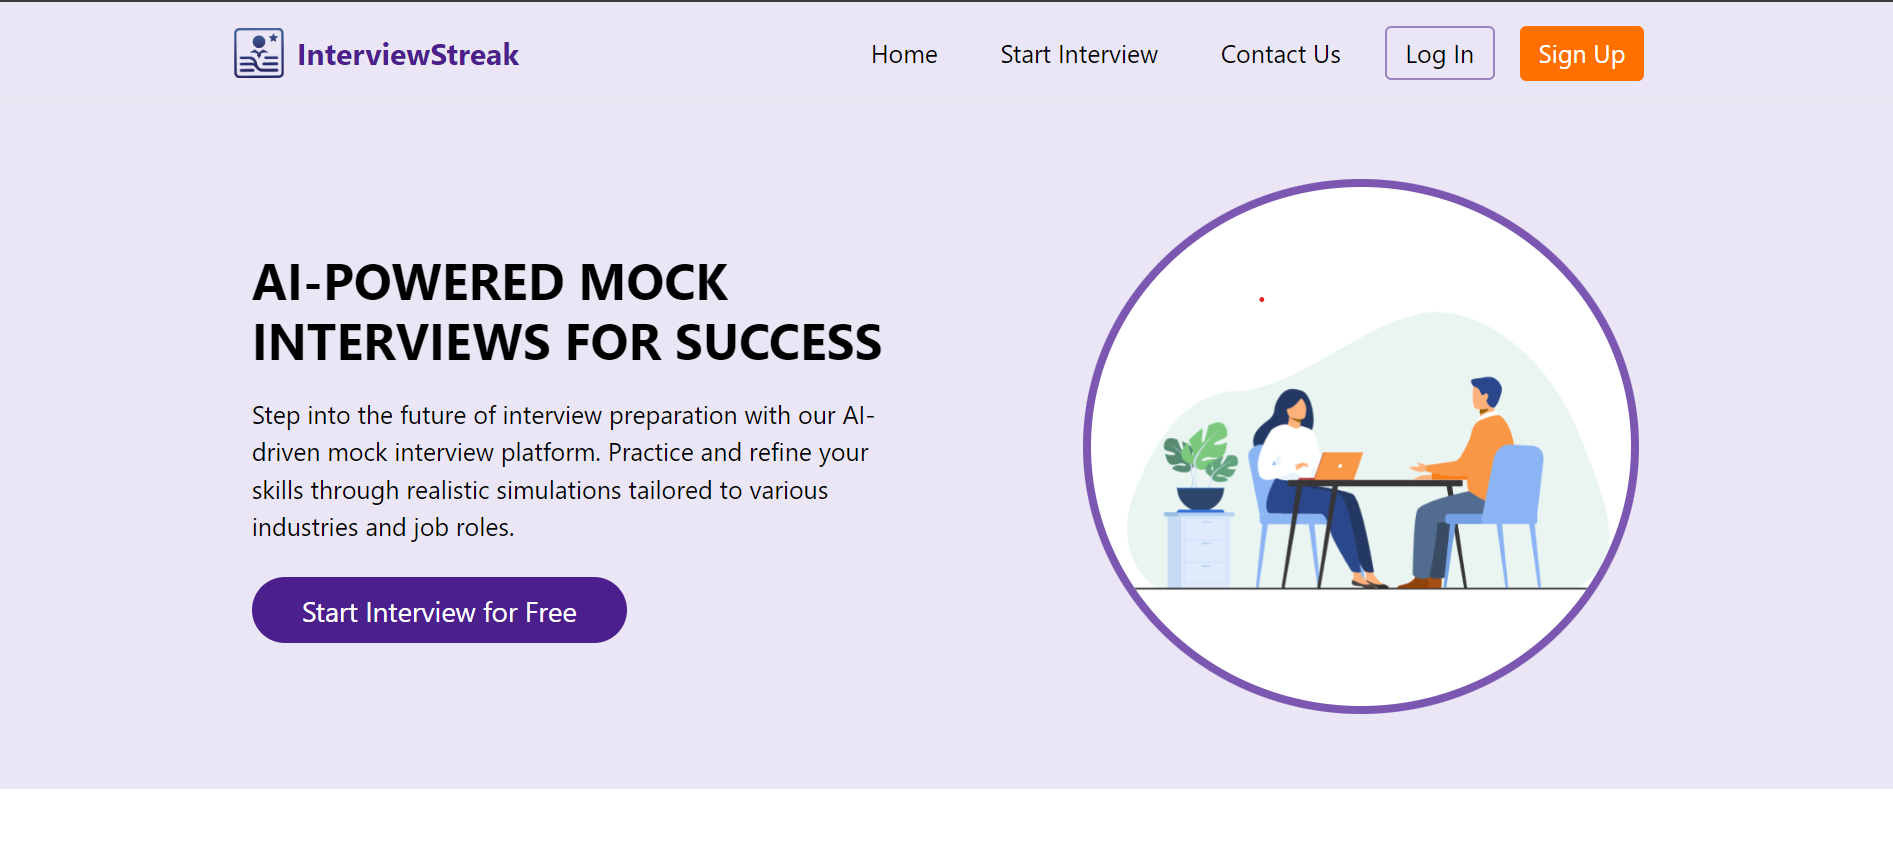 InterviewStreak
Home
Start Interview
Contact Us
Log In
Sign Up
AI-POWERED MOCK
INTERVIEWS FOR SUCCESS
Step into the future of interview preparation with our AI-
driven mock interview platform. Practice and refine your
skills through realistic simulations tailored to various
industries and job roles.
Start Interview for Free